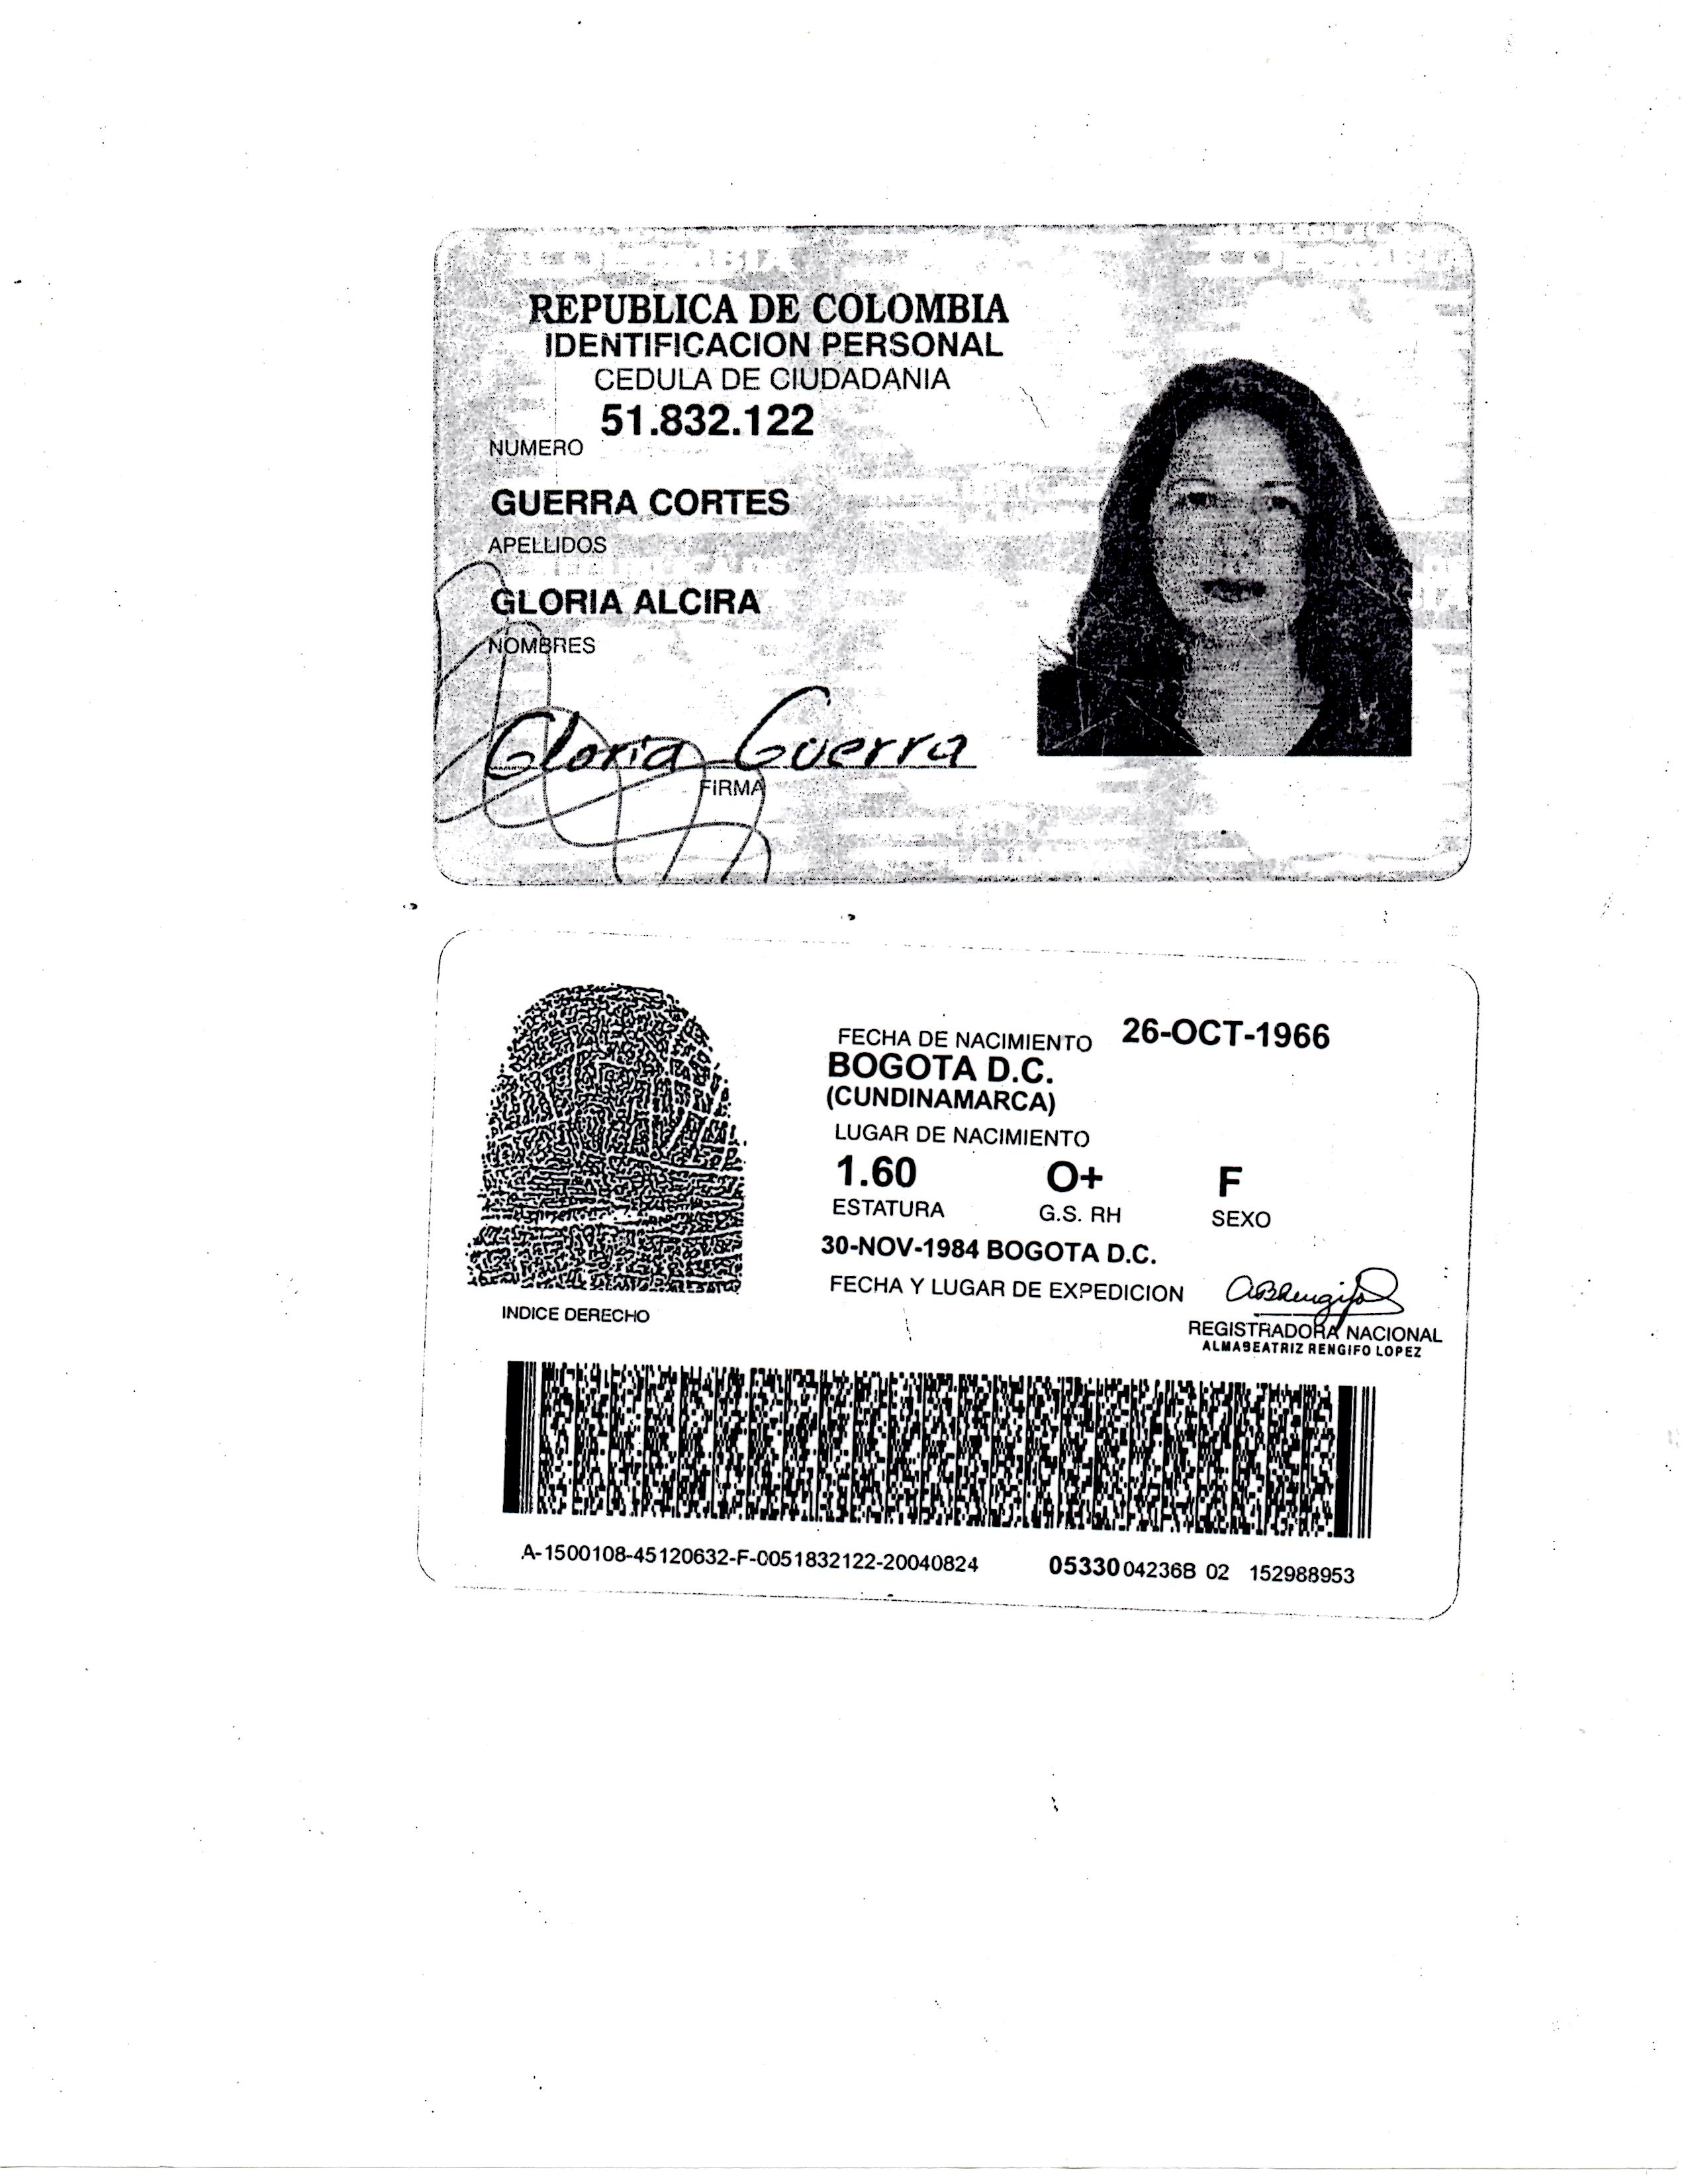 REPUBLICA DE COLOMBIA
IDENTIFICACION PERSONAL
CEDULA DE CIUDADANIA
51.832.122
NUMERO
GUERRA CORTES
APELLIDOS
GLORIA ALCIRA
NOMBRES
Gloria Guerra
FIRMA
FECHA DE NACIMIENTO 26-OCT-1966
BOGOTA D.C.
(CUNDINAMARCA)
LUGAR DE NACIMIENTO
1.60 O+ F
ESTATURA G.S. RH SEXO
30-NOV-1984 BOGOTA D.C.
FECHA Y LUGAR DE EXPEDICION
INDICE DERECHO
REGISTRADORA NACIONAL
ALMABEATRIZ RENGIFO LOPEZ
A-1500108-45120632-F-0051832122-20040824 05330 04236B 02 152988953